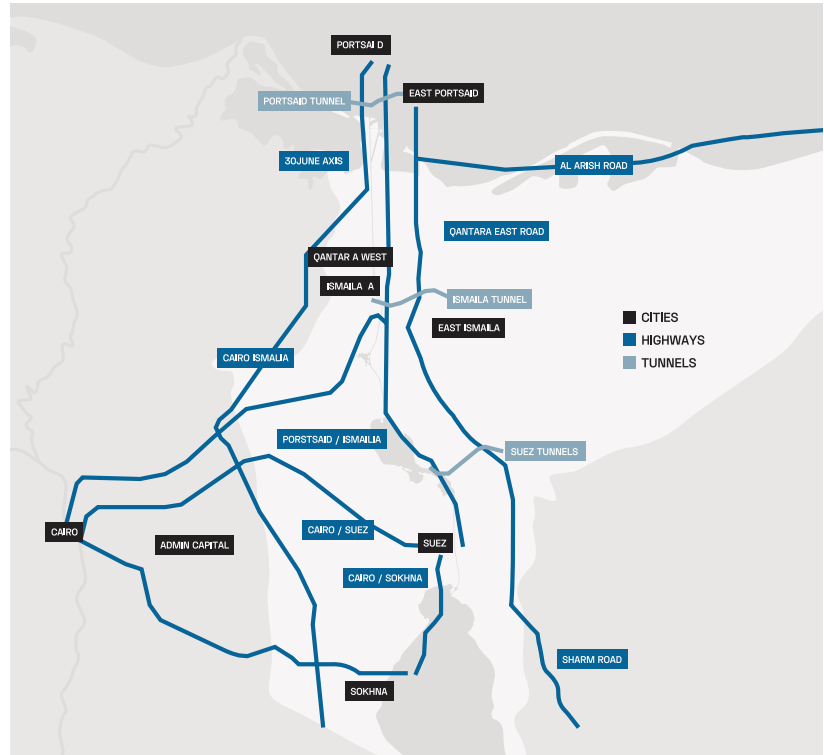 PORTSAI D
EAST PORTSAID
PORTSAID TUNNEL
30JUNE AXIS
AL ARISH ROAD
QANTARA EAST ROAD
QANTAR A WEST
ISMAILA A
ISMAILA TUNNEL
EAST ISMAILA
CITIES
HIGHWAYS
TUNNELS
CAIRO ISMALIA
PORSTSAID / ISMAILIA
SUEZ TUNNELS
CAIRO
ADMIN CAPITAL
CAIRO / SUEZ
SUEZ
CAIRO / SOKHNA
SHARM ROAD
SOKHNA